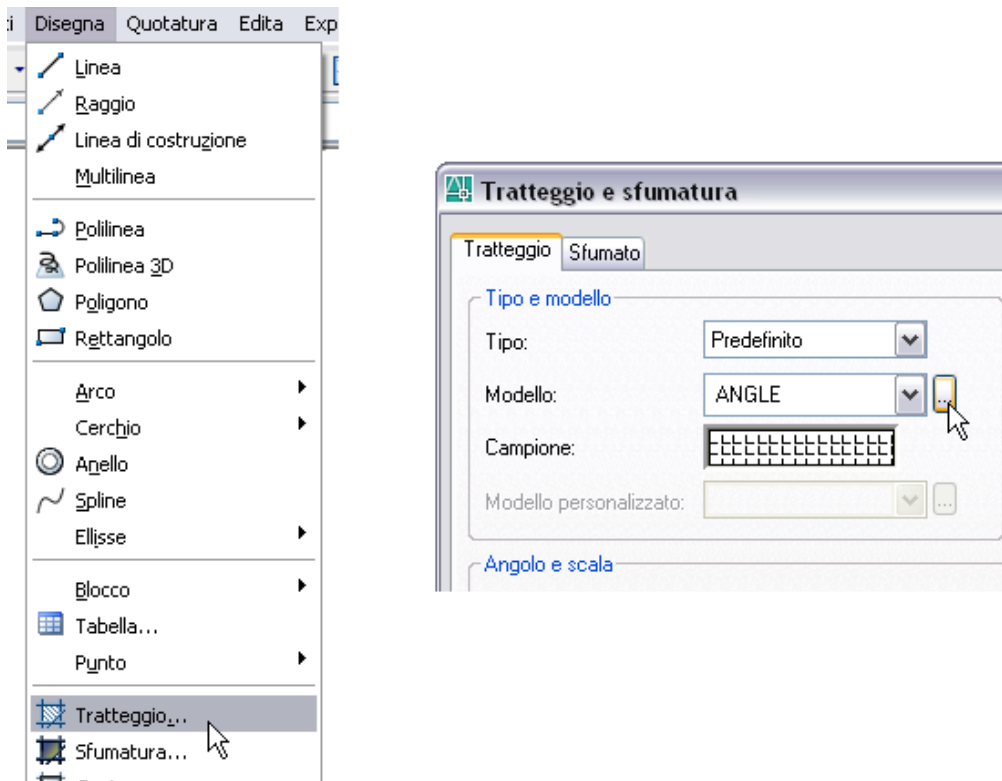 Disegna Quotatura Edita Exp
Linea
Raggio
Linea di costruzione
Multilinea
Polilinea
Polilinea 3D
Poligono
Rettangolo
Arco
Cerchio
Anello
Spline
Ellisse
Blocco
Tabella...
Punto
Tratteggio...
Sfumatura...
Tratteggio e sfumatura
Tratteggio Sfumato
Tipo e modello
Tipo: Predefinito
Modello: ANGLE ...
Campione:
Modello personalizzato: ...
Angolo e scala